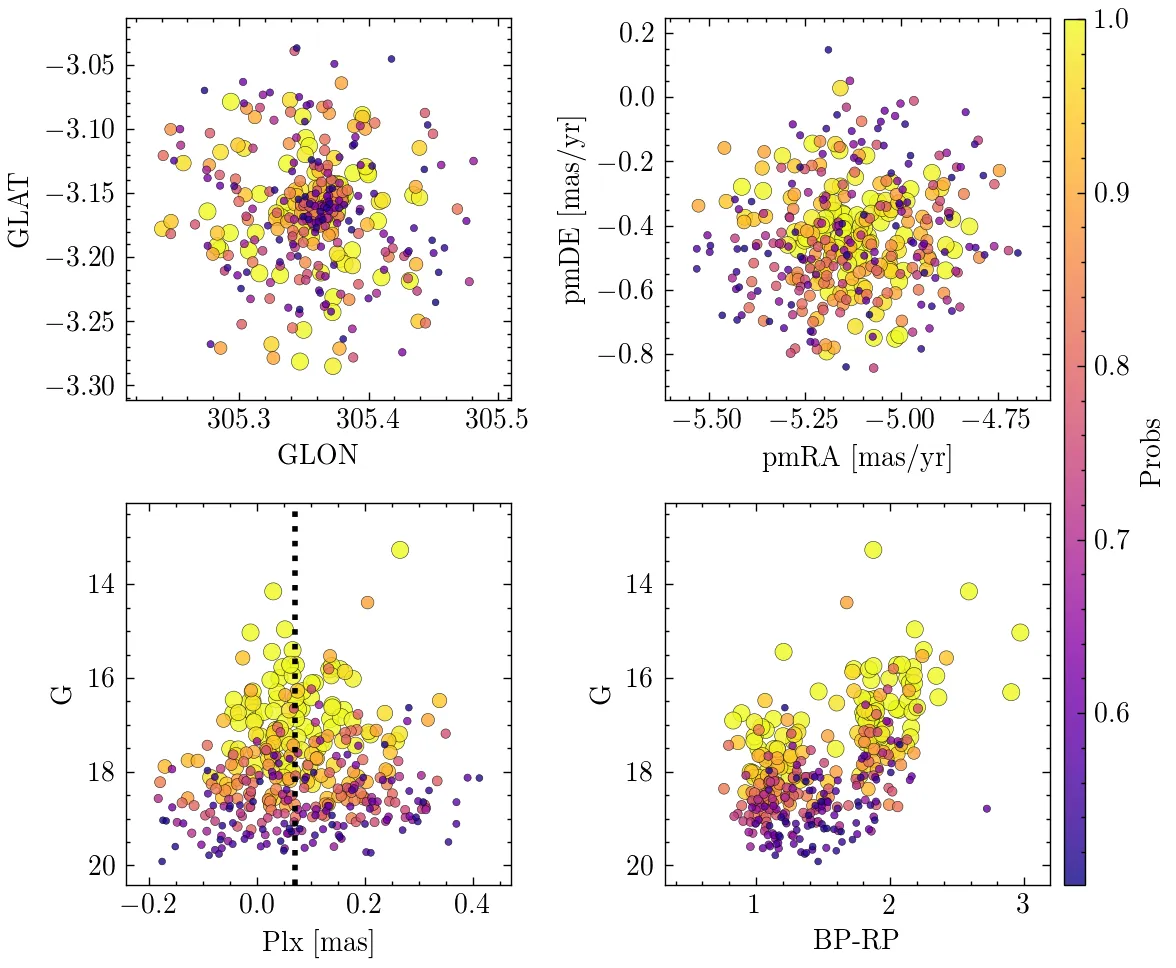 −3.05
−3.10
−3.15
−3.20
−3.25
−3.30
GLAT
305.3 305.4 305.5
GLON
0.2
0.0
−0.2
−0.4
−0.6
−0.8
pmDE [mas/yr]
−5.50 −5.25 −5.00 −4.75
pmRA [mas/yr]
14
16
18
20
G
−0.2 0.0 0.2 0.4
Plx [mas]
14
16
18
20
G
1 2 3
BP-RP
1.0
0.9
0.8
0.7
0.6
Probs